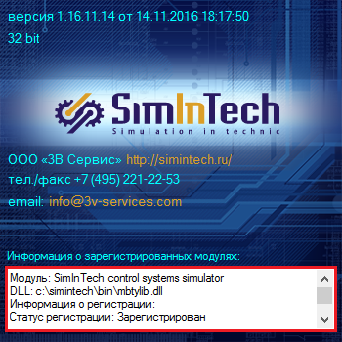 версия 1.16.11.14 от 14.11.2016 18:17:50
32 bit
SimInTech
Simulation in technic
ООО «3В Сервис» http://simintech.ru/
тел./факс +7 (495) 221-22-53
email: info@3v-services.com
Информация о зарегистрированных модулях:
Модуль: SimInTech control systems simulator
DLL: c:\simintech\bin\mbtylib.dll
Информация о регистрации:
Статус регистрации: Зарегистрирован